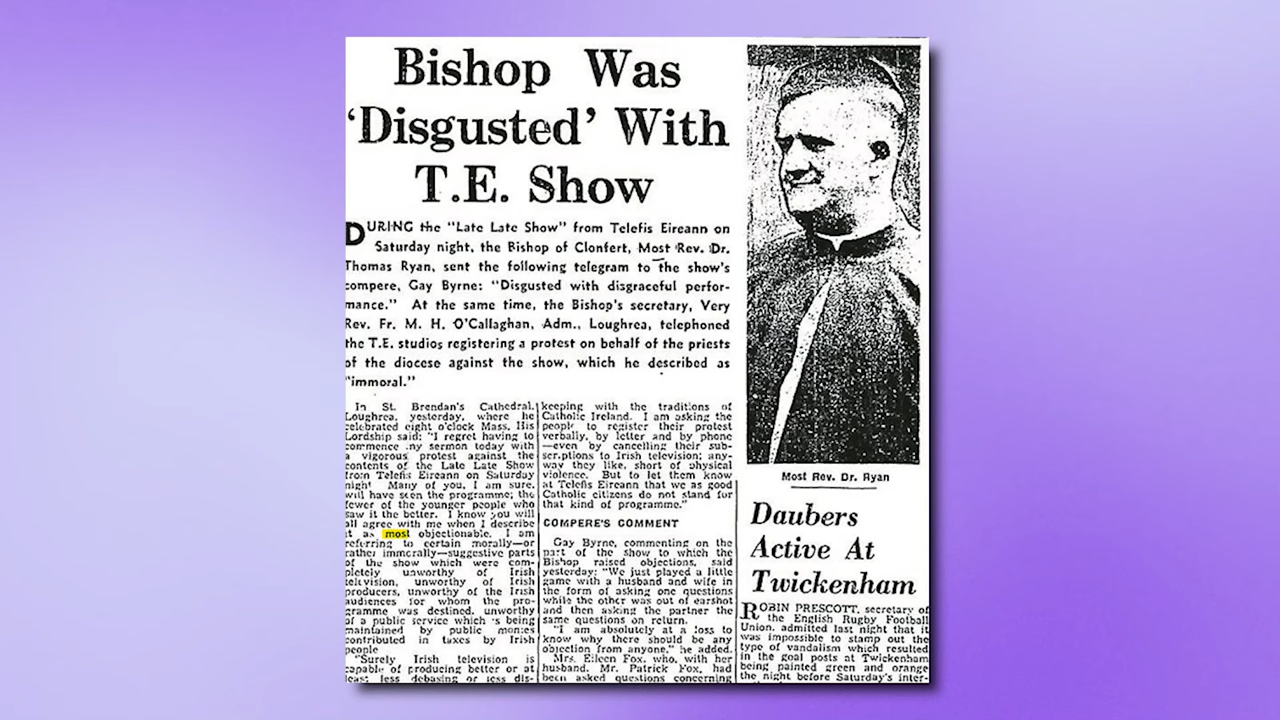 Bishop Was
‘Disgusted’ With
T.E. Show
DURING the "Late Late Show" from Telefis Eireann on
Saturday night, the Bishop of Clonfert, Most Rev. Dr.
Thomas Ryan, sent the following telegram to the show's
compere, Gay Byrne: "Disgusted with disgraceful perfor-
mance." At the same time, the Bishop's secretary, Very
Rev. Fr. M. H. O'Callaghan, Adm., Loughrea, telephoned
the T.E. studios registering a protest on behalf of the priests
of the diocese against the show, which he described as
"immoral."
In St. Brendan's Cathedral,
Loughrea, yesterday, where he
celebrated eight o'clock Mass, His
Lordship said: "I regret having to
commence my sermon today with
a vigorous protest against the
contents of the Late Late Show
from Telefis Eireann on Saturday
night Many of you, I am sure,
will have seen the programme; the
fewer of the younger people who
saw it the better. I know you will
all agree with me when I describe
it as most objectionable. I am
referring to certain morally—or
rather immorally—suggestive parts
of the show which were com-
pletely unworthy of Irish
television, unworthy of Irish
producers, unworthy of the Irish
audiences for whom the pro-
gramme was destined, unworthy
of a public service which is being
maintained by public monies
contributed in taxes by Irish
people
"Surely Irish television is
capable of producing better or at
least less debasing or less dis-
keeping with the traditions of
Catholic Ireland. I am asking the
people to register their protest
verbally, by letter and by phone
—even by cancelling their sub-
scriptions to Irish television; any-
way they like, short of physical
violence. But to let them know
at Telefis Eireann that we as good
Catholic citizens do not stand for
that kind of programme."
COMPERE'S COMMENT
Gay Byrne, commenting on the
part of the show to which the
Bishop raised objections, said
yesterday: "We just played a little
game with a husband and wife in
the form of asking one questions
while the other was out of earshot
and then asking the partner the
same questions on return.
"I am absolutely at a loss to
know why there should be any
objection from anyone," he added.
Mrs. Eileen Fox, who, with her
husband, Mr. Patrick Fox, had
been asked questions concerning
Most Rev. Dr. Ryan
Daubers
Active At
Twickenham
ROBIN PRESCOTT, secretary of
the English Rugby Football
Union, admitted last night that it
was impossible to stamp out the
type of vandalism which resulted
in the goal posts at Twickenham
being painted green and orange
the night before Saturday's inter-